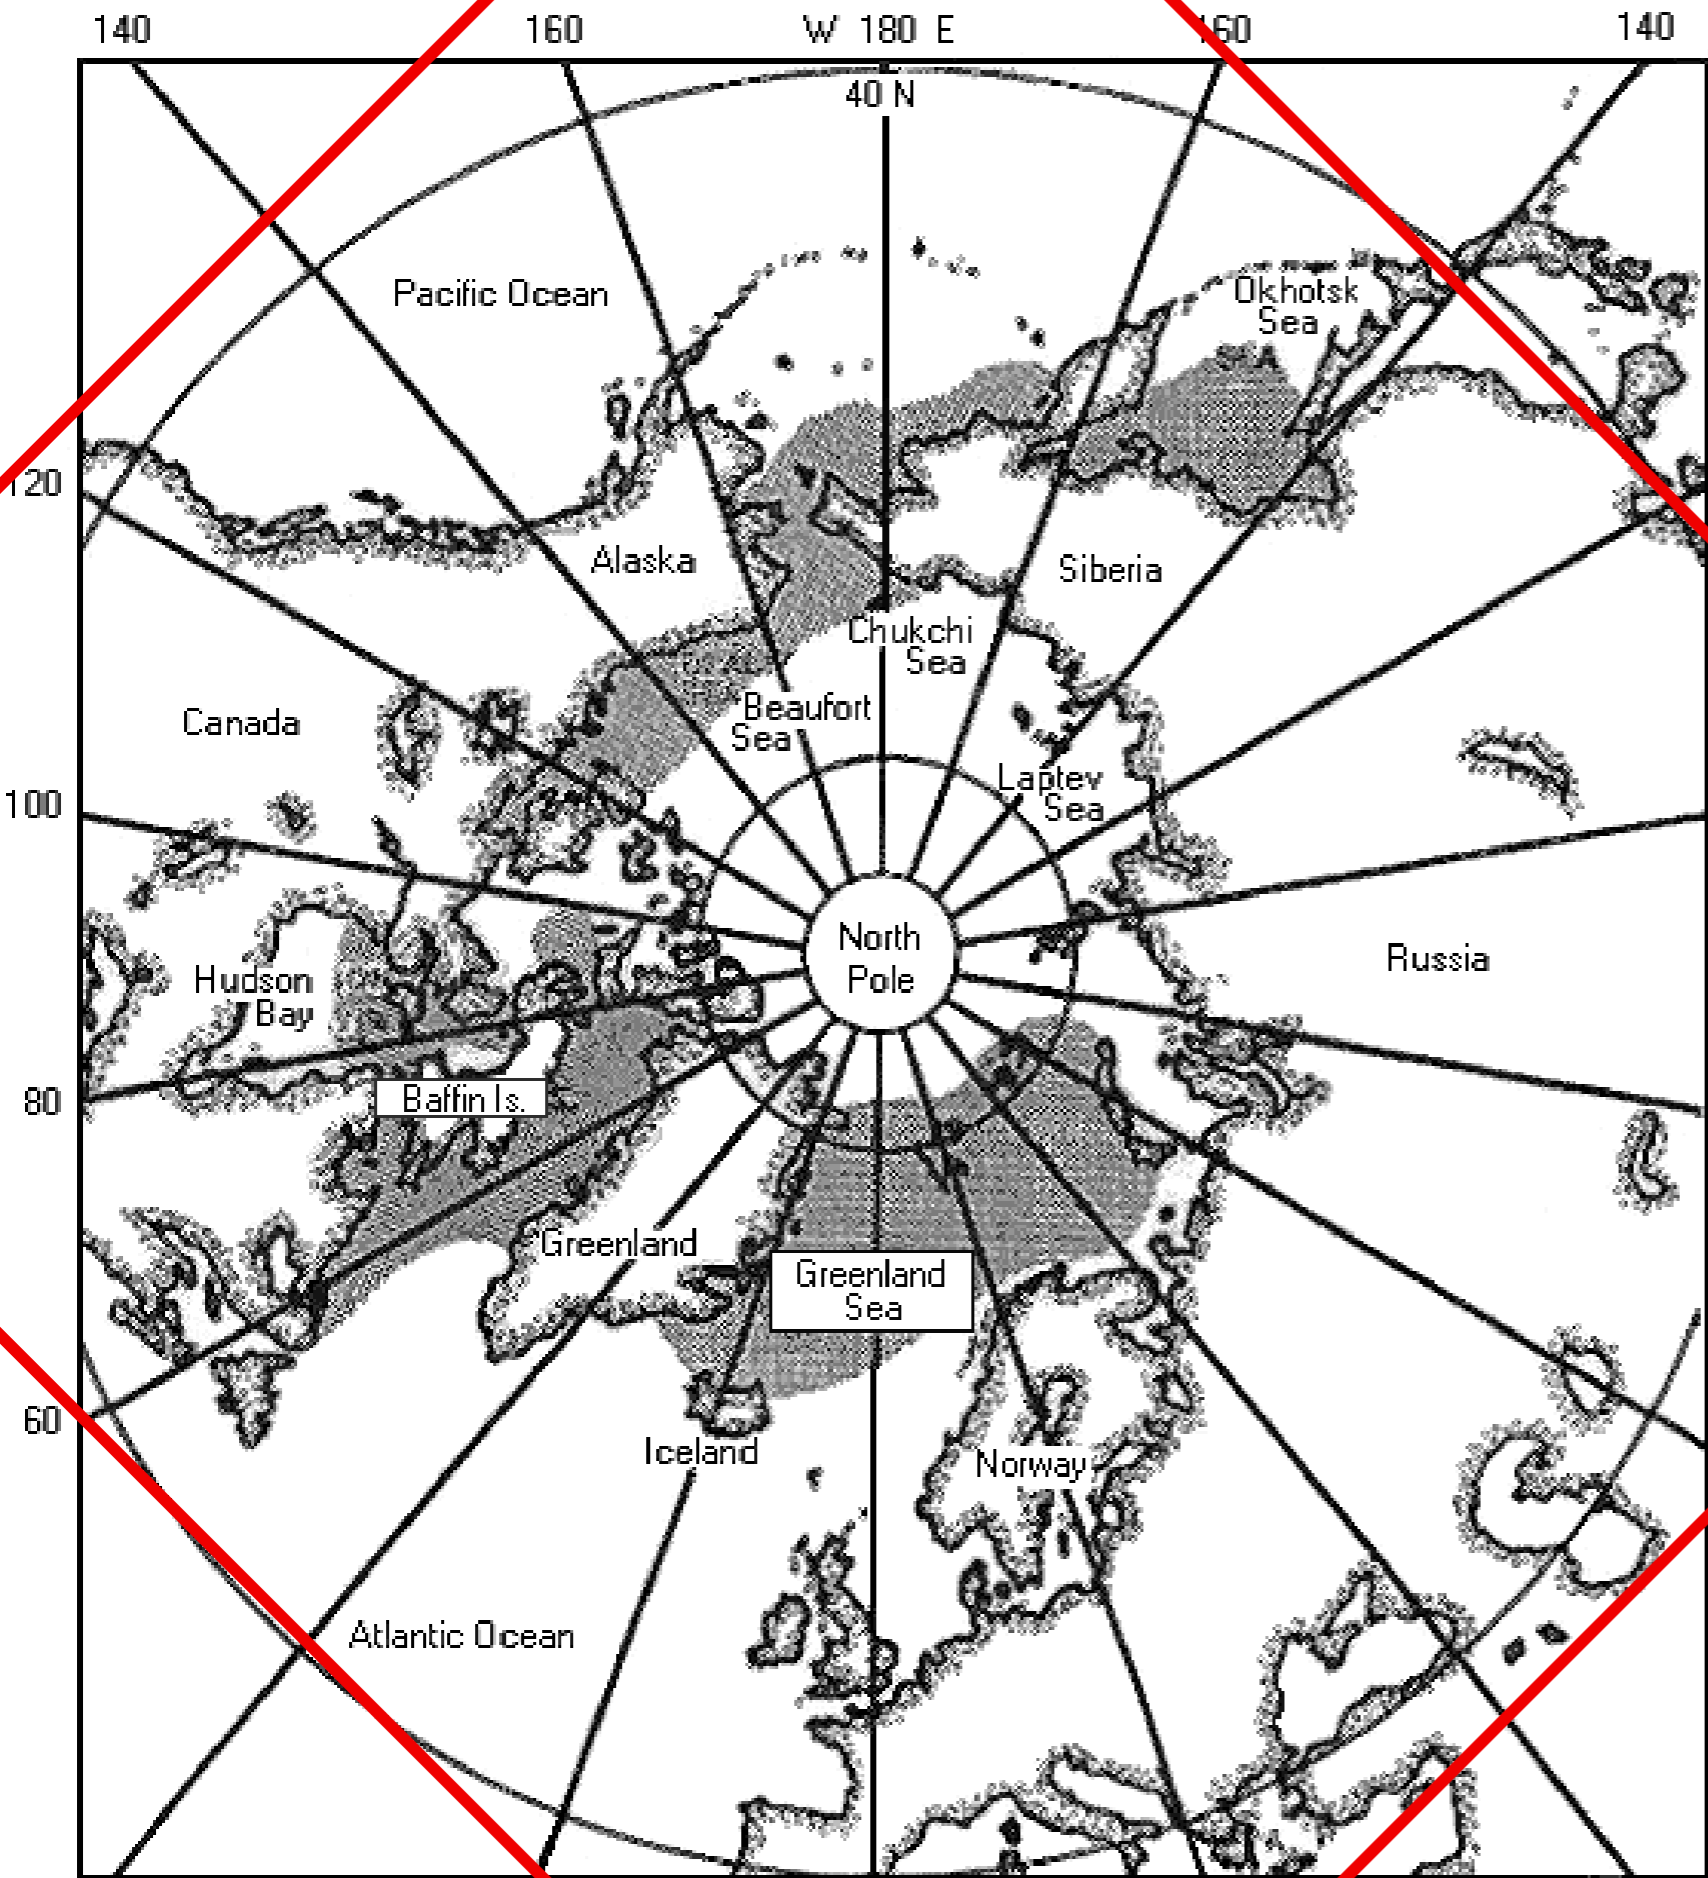 140 160 W 180 E 160 140
40 N
Pacific Ocean
Okhotsk
Sea
120
Alaska
Siberia
Chukchi
Sea
Canada
Beaufort
Sea
Laptev
Sea
100
North
Pole
Russia
Hudson
Bay
80
Baffin Is.
Greenland
Greenland
Sea
60
Iceland
Norway
Atlantic Ocean